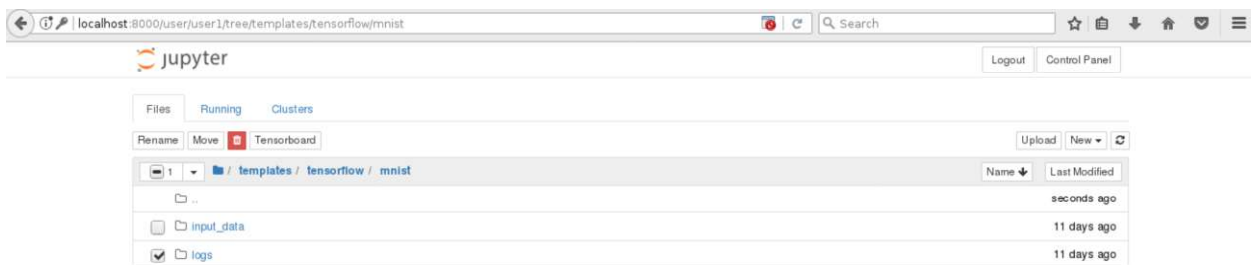 localhost:8000/user/user1/tree/templates/tensorflow/mnist Search
jupyter Logout Control Panel
Files Running Clusters
Rename Move Tensorboard Upload New
1 / templates / tensorflow / mnist Name Last Modified
.. seconds ago
input_data 11 days ago
logs 11 days ago